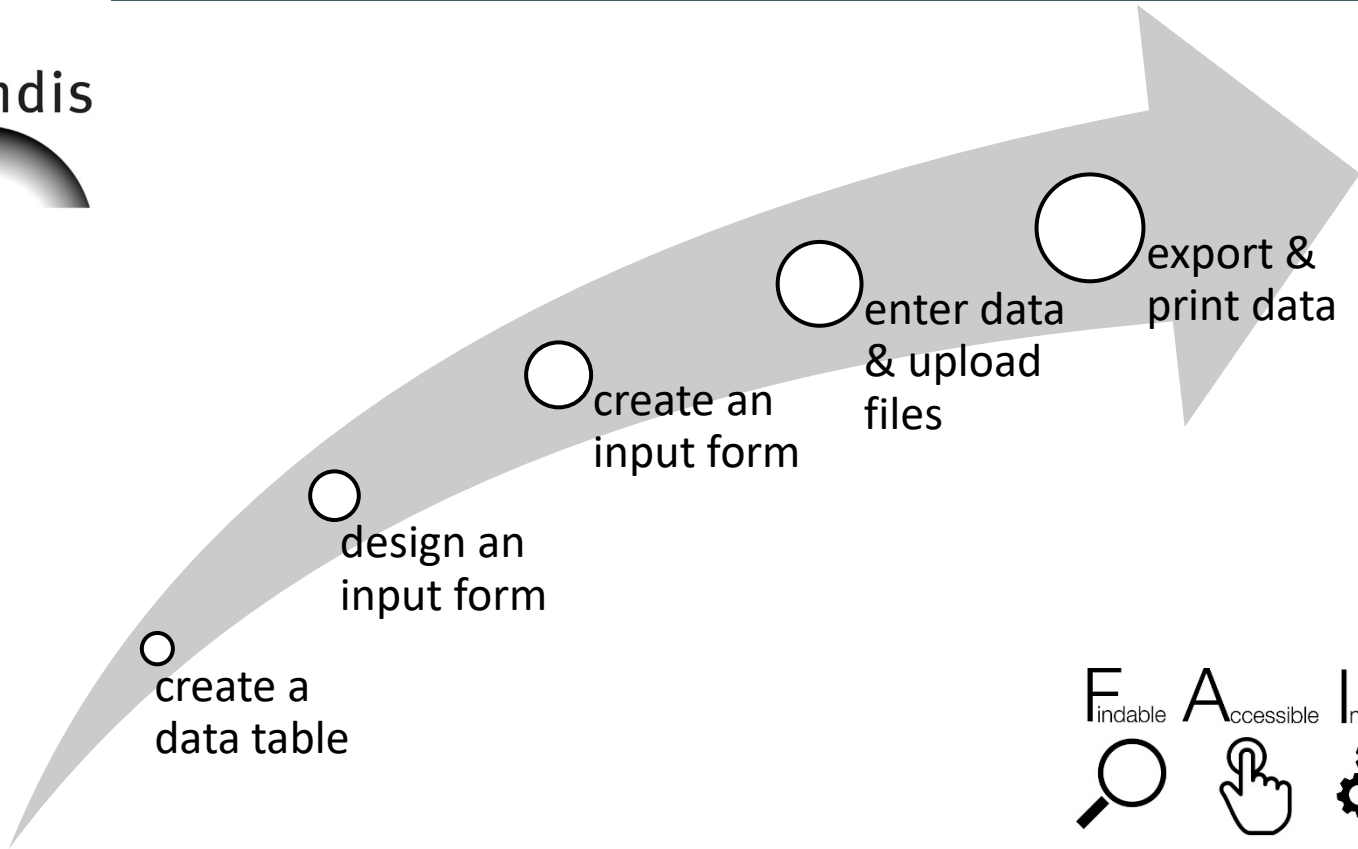 ndis
export &
print data
enter data
& upload
files
create an
input form
design an
input form
create a
data table
Findable Accessible In